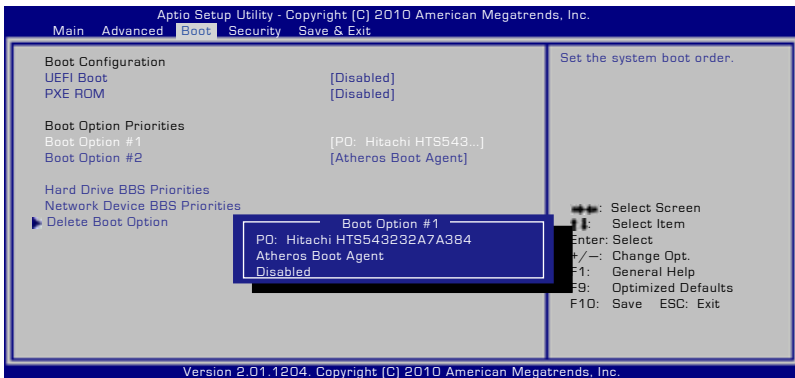 Aptio Setup Utility - Copyright (C) 2010 American Megatrends, Inc.
Main Advanced Boot Security Save & Exit
Boot Configuration
UEFI Boot [Disabled]
PXE ROM [Disabled]
Boot Option Priorities
Boot Option #1 [P0: Hitachi HTS543...]
Boot Option #2 [Atheros Boot Agent]
Hard Drive BBS Priorities
Network Device BBS Priorities
Delete Boot Option
Boot Option #1
P0: Hitachi HTS543232A7A384
Atheros Boot Agent
Disabled
Set the system boot order.
: Select Screen
: Select Item
Enter: Select
+/–: Change Opt.
F1: General Help
F9: Optimized Defaults
F10: Save ESC: Exit
Version 2.01.1204. Copyright (C) 2010 American Megatrends, Inc.